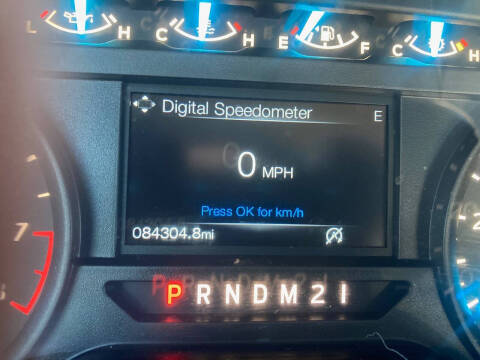 L H C H E F C H
Digital Speedometer E
0 MPH
Press OK for km/h
084304.8mi
7
P R N D M 2 1